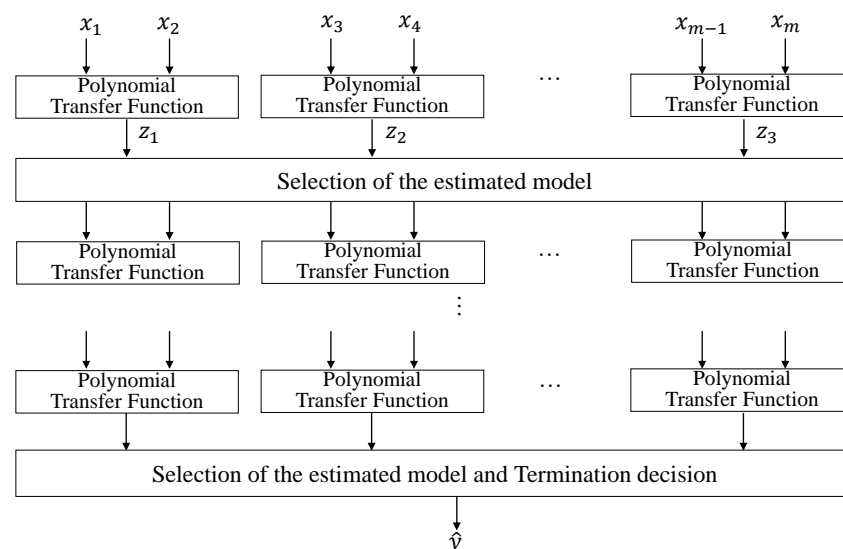 x₁ x₂ x₃ x₄ xₘ₋₁ xₘ
Polynomial
Transfer Function
Polynomial
Transfer Function
...
Polynomial
Transfer Function
z₁ z₂ z₃
Selection of the estimated model
Polynomial
Transfer Function
Polynomial
Transfer Function
...
Polynomial
Transfer Function
⋮
Polynomial
Transfer Function
Polynomial
Transfer Function
...
Polynomial
Transfer Function
Selection of the estimated model and Termination decision
ŷ